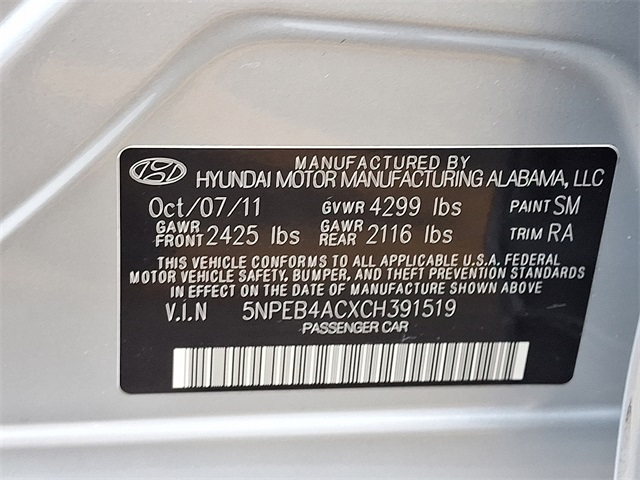 MANUFACTURED BY
HYUNDAI MOTOR MANUFACTURING ALABAMA, LLC
Oct/07/11 GVWR 4299 lbs PAINT SM
GAWR FRONT 2425 lbs GAWR REAR 2116 lbs TRIM RA
THIS VEHICLE CONFORMS TO ALL APPLICABLE U.S.A. FEDERAL
MOTOR VEHICLE SAFETY, BUMPER, AND THEFT PREVENTION STANDARDS
IN EFFECT ON THE DATE OF MANUFACTURE SHOWN ABOVE
V.I.N 5NPEB4ACXCH391519
PASSENGER CAR